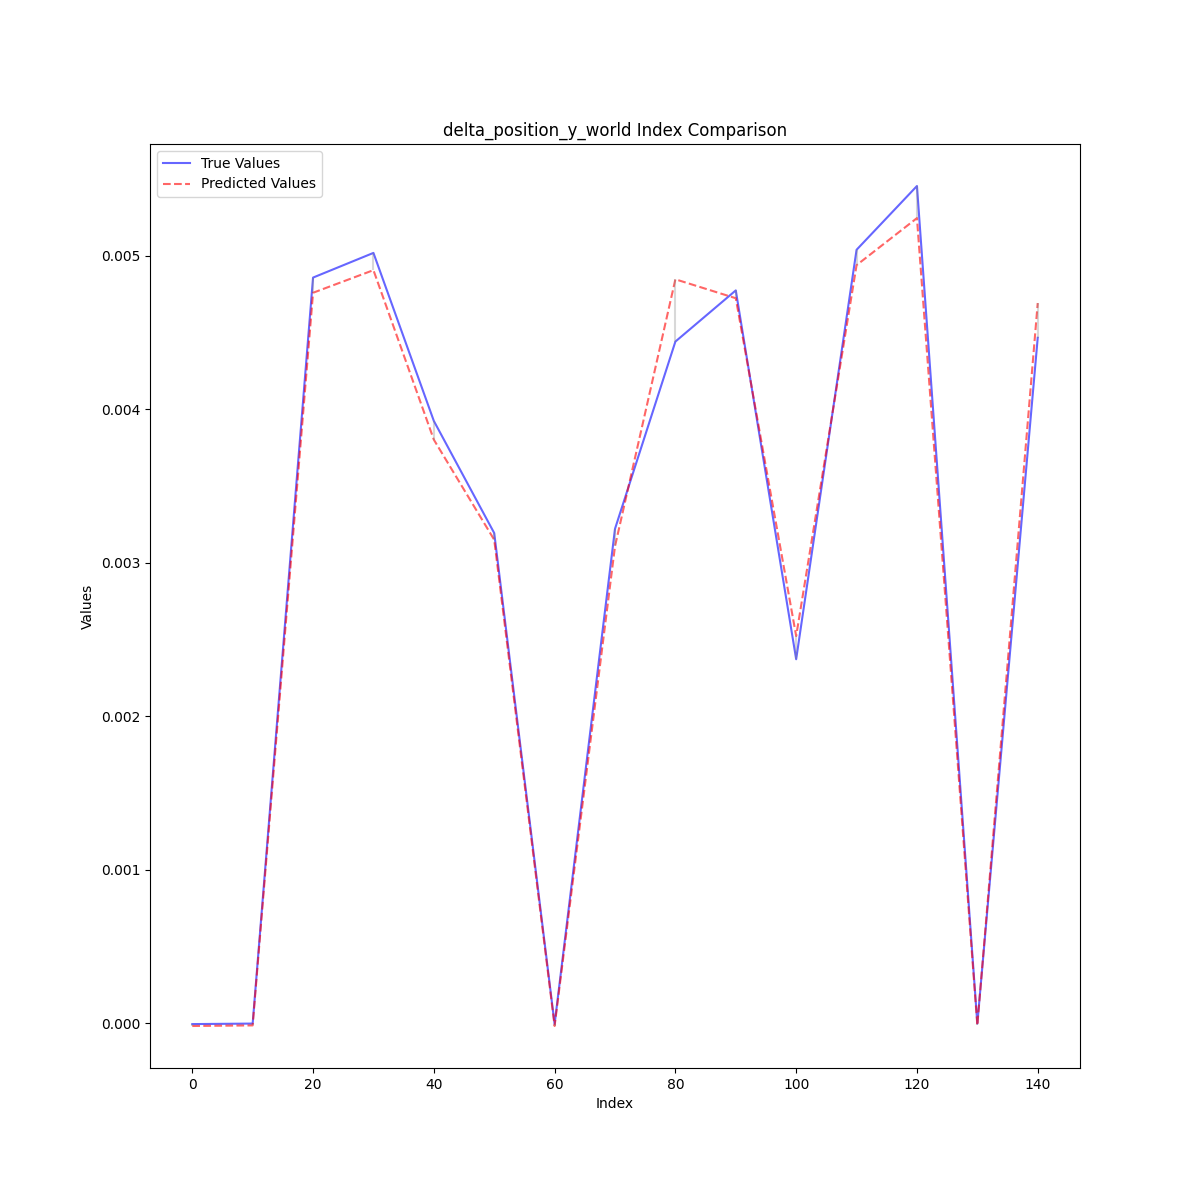 delta_position_y_world Index Comparison
True Values
Predicted Values
0.005
0.004
0.003
0.002
0.001
0.000
Values
0 20 40 60 80 100 120 140
Index